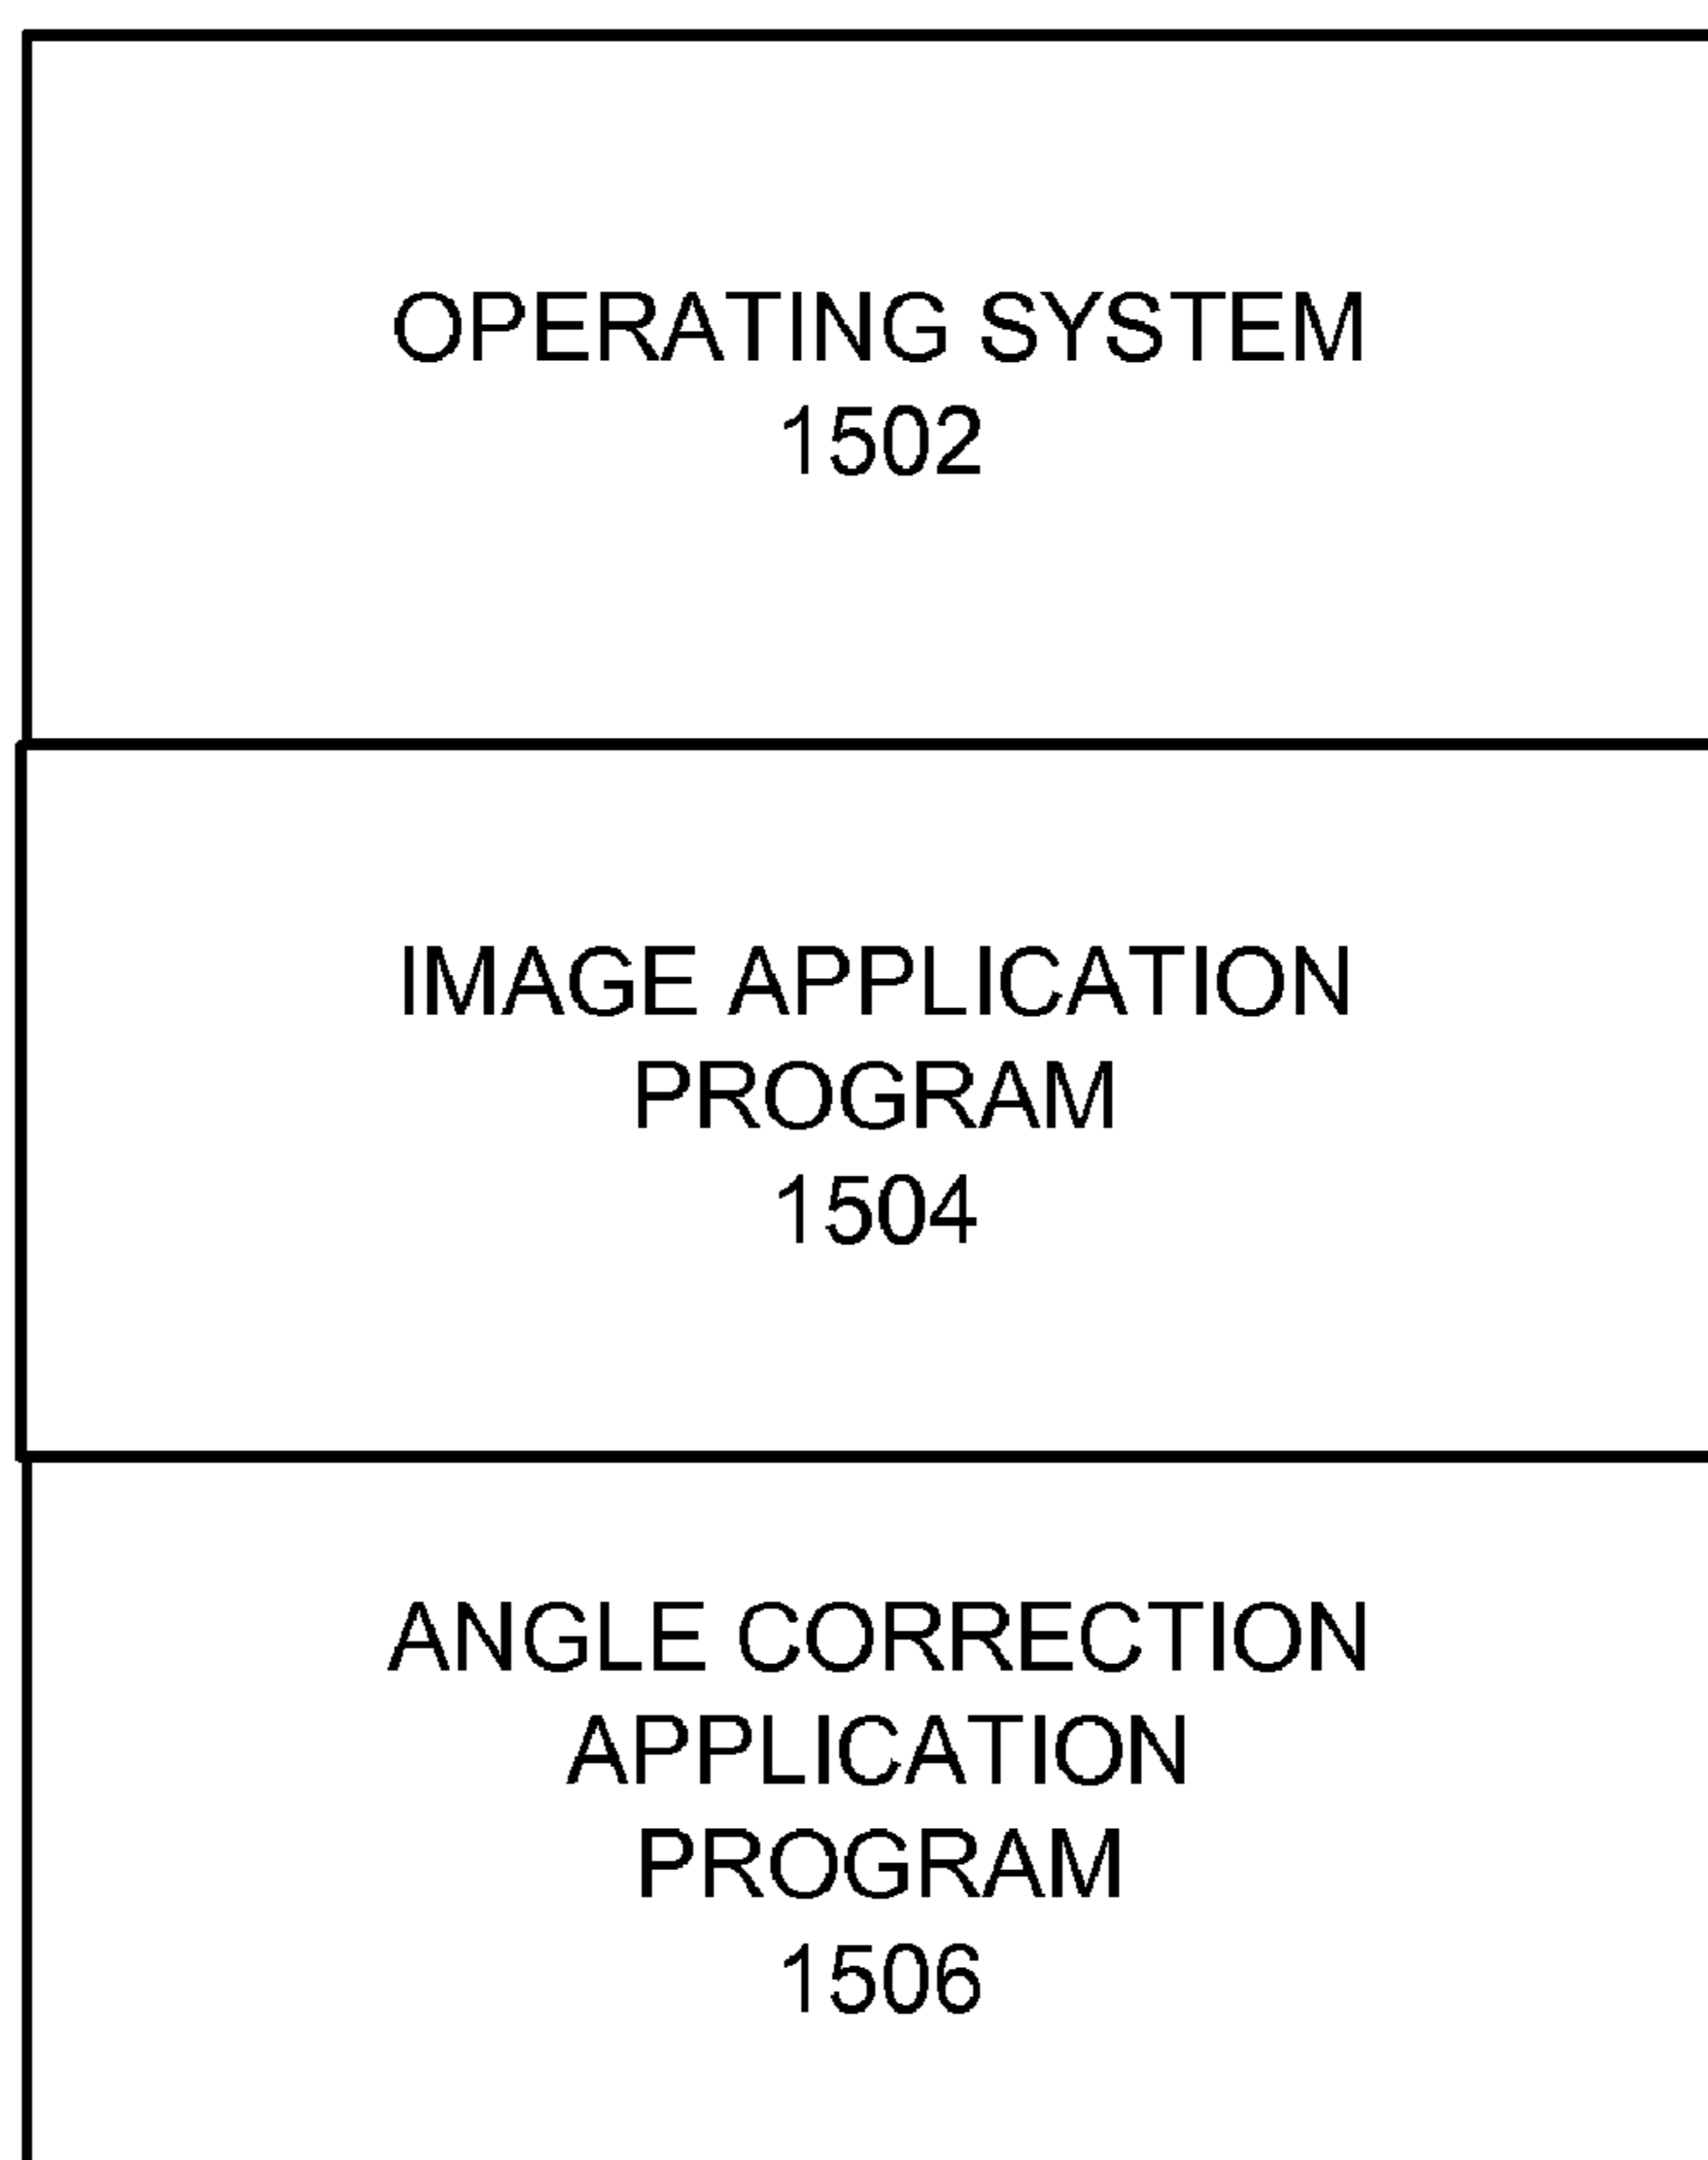 OPERATING SYSTEM
1502
IMAGE APPLICATION
PROGRAM
1504
ANGLE CORRECTION
APPLICATION
PROGRAM
1506